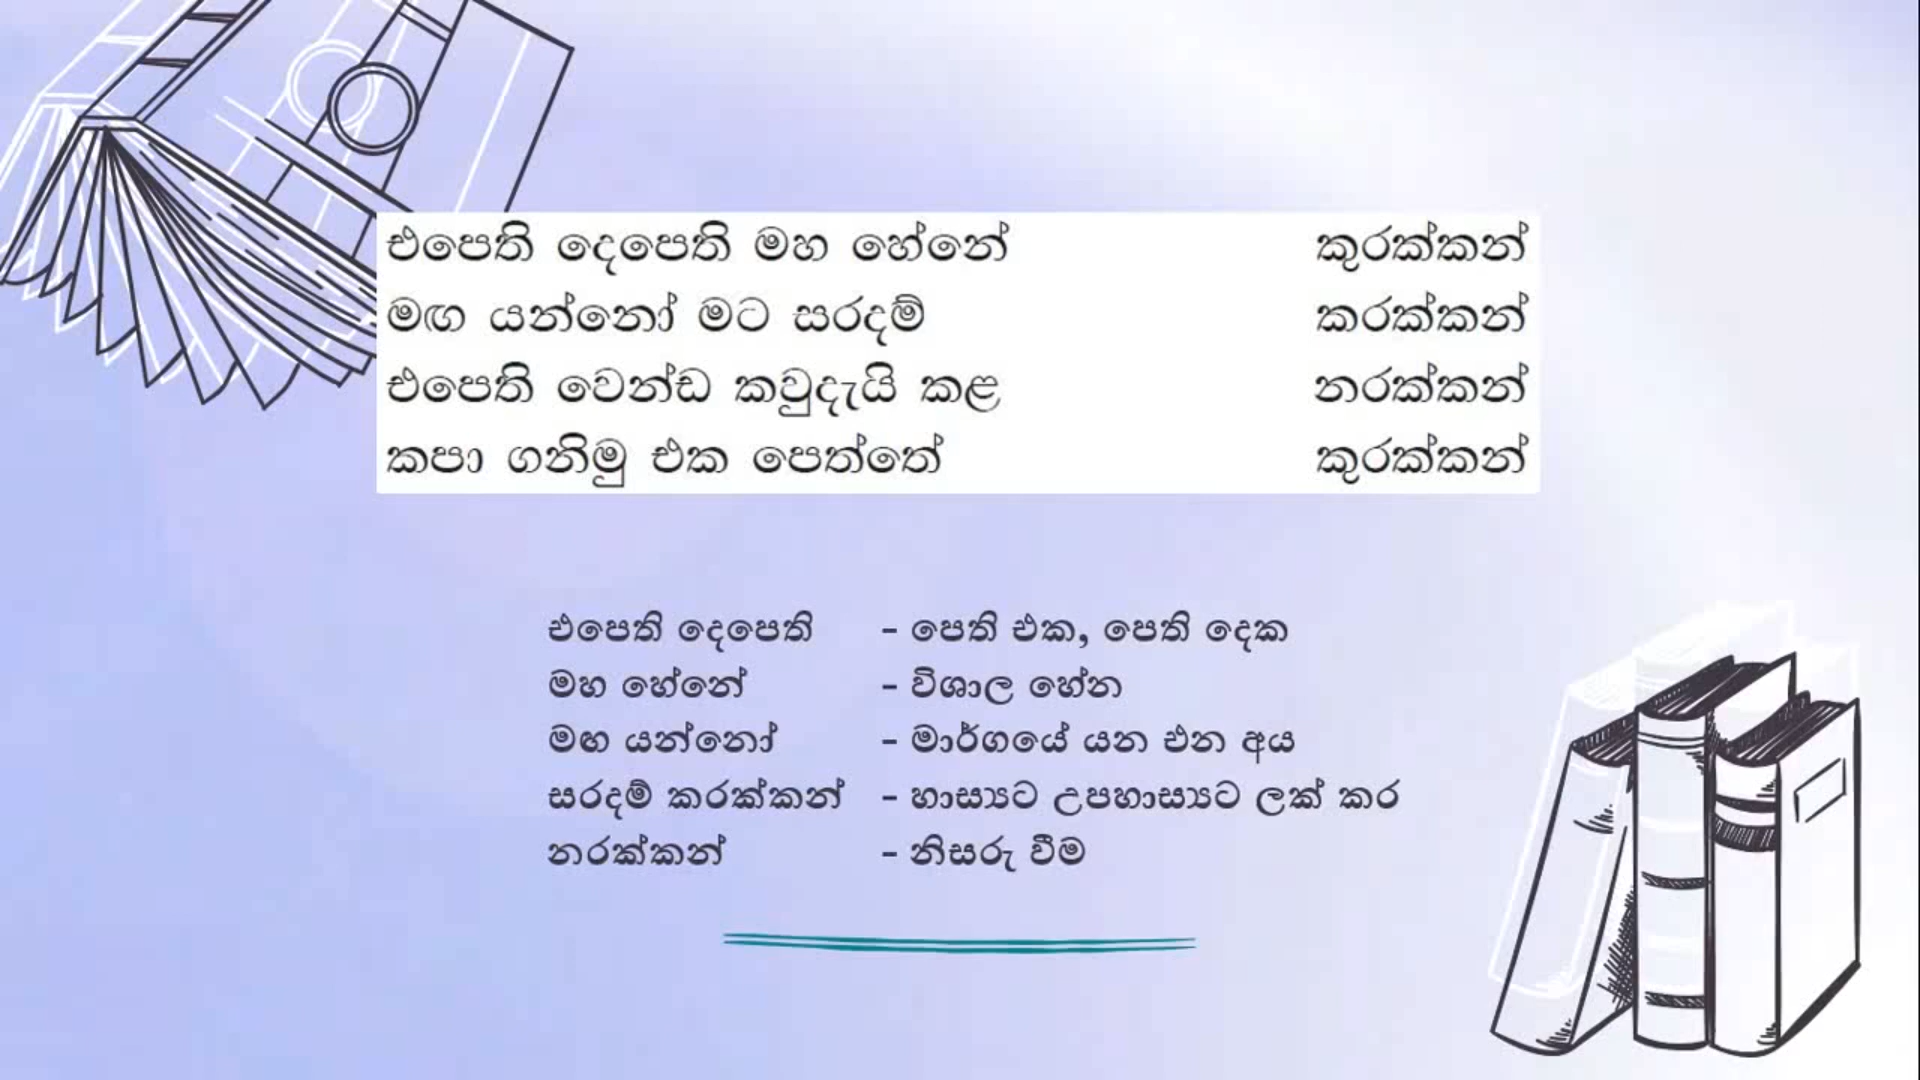 එපෙති දෙපෙති මහ හේනේ කුරක්කන්
මඟ යන්නෝ මට සරදම් කරක්කන්
එපෙති වෙන්ඩ කවුදැයි කළ නරක්කන්
කපා ගනිමු එක පෙත්තේ කුරක්කන්
එපෙති දෙපෙති - පෙති එක, පෙති දෙක
මහ හේනේ - විශාල හේන
මඟ යන්නෝ - මාර්ගයේ යන එන අය
සරදම් කරක්කන් - හාස්‍යට උපහාස්‍යට ලක් කර
නරක්කන් - නිසරු වීම